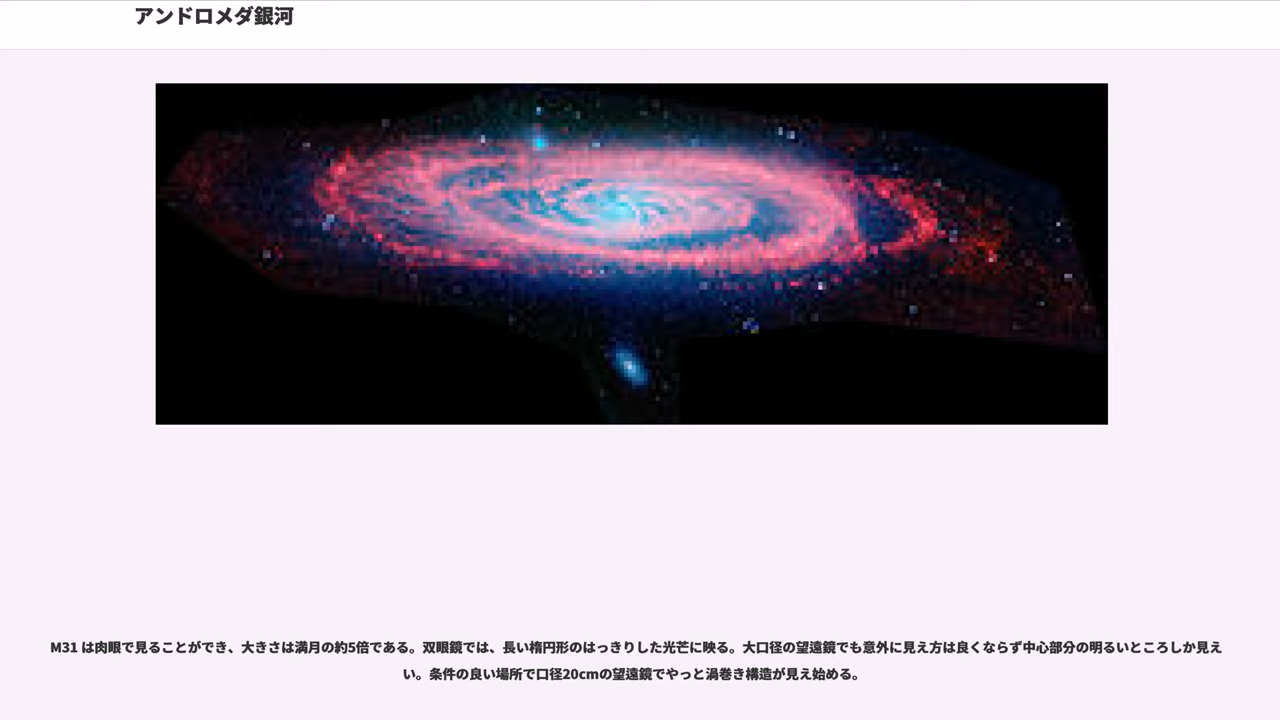 アンドロメダ銀河
M31 は肉眼で見ることができ、大きさは満月の約5倍である。双眼鏡では、長い楕円形のはっきりした光芒に映る。大口径の望遠鏡でも意外に見え方は良くならず中心部分の明るいところしか見え
い。条件の良い場所で口径20cmの望遠鏡でやっと渦巻き構造が見え始める。